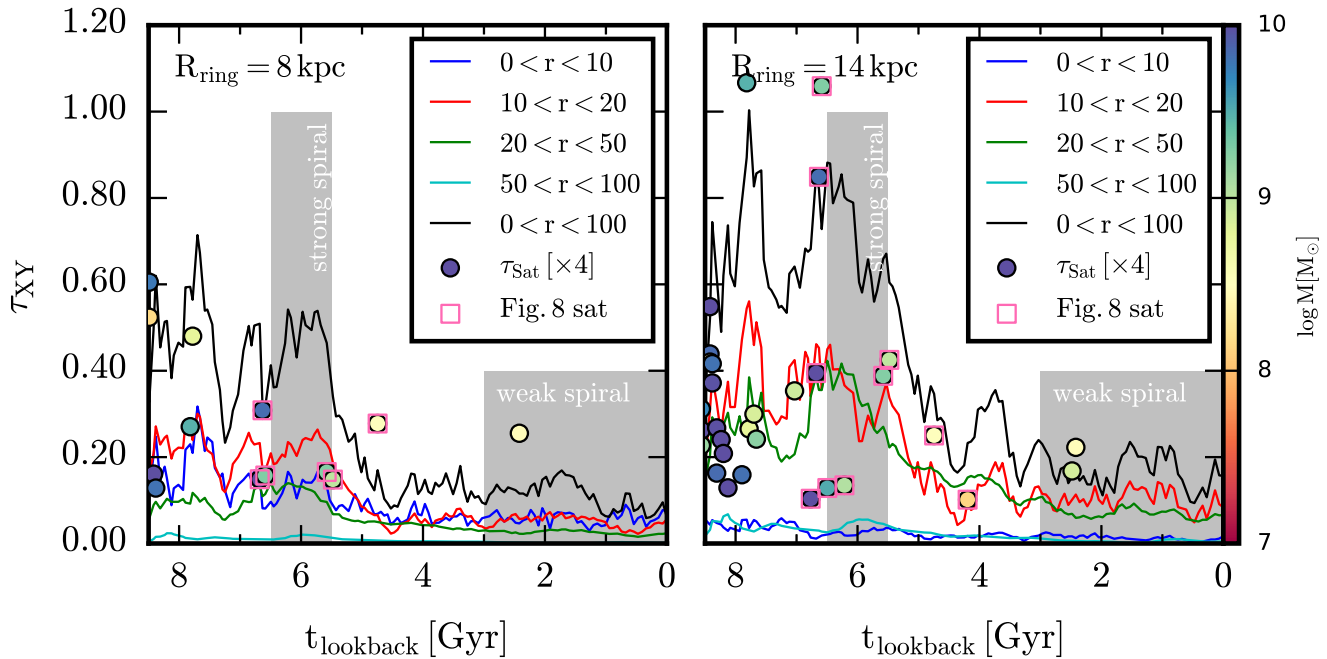 1.20
1.00
0.80
0.60
0.40
0.20
0.00
τXY
R_ring = 8 kpc
strong spiral
weak spiral
0 < r < 10
10 < r < 20
20 < r < 50
50 < r < 100
0 < r < 100
τ_Sat [×4]
Fig. 8 sat
8 6 4 2 0
t_lookback [Gyr]
R_ring = 14 kpc
strong spiral
weak spiral
0 < r < 10
10 < r < 20
20 < r < 50
50 < r < 100
0 < r < 100
τ_Sat [×4]
Fig. 8 sat
8 6 4 2 0
t_lookback [Gyr]
10
9
8
7
log M[M⊙]